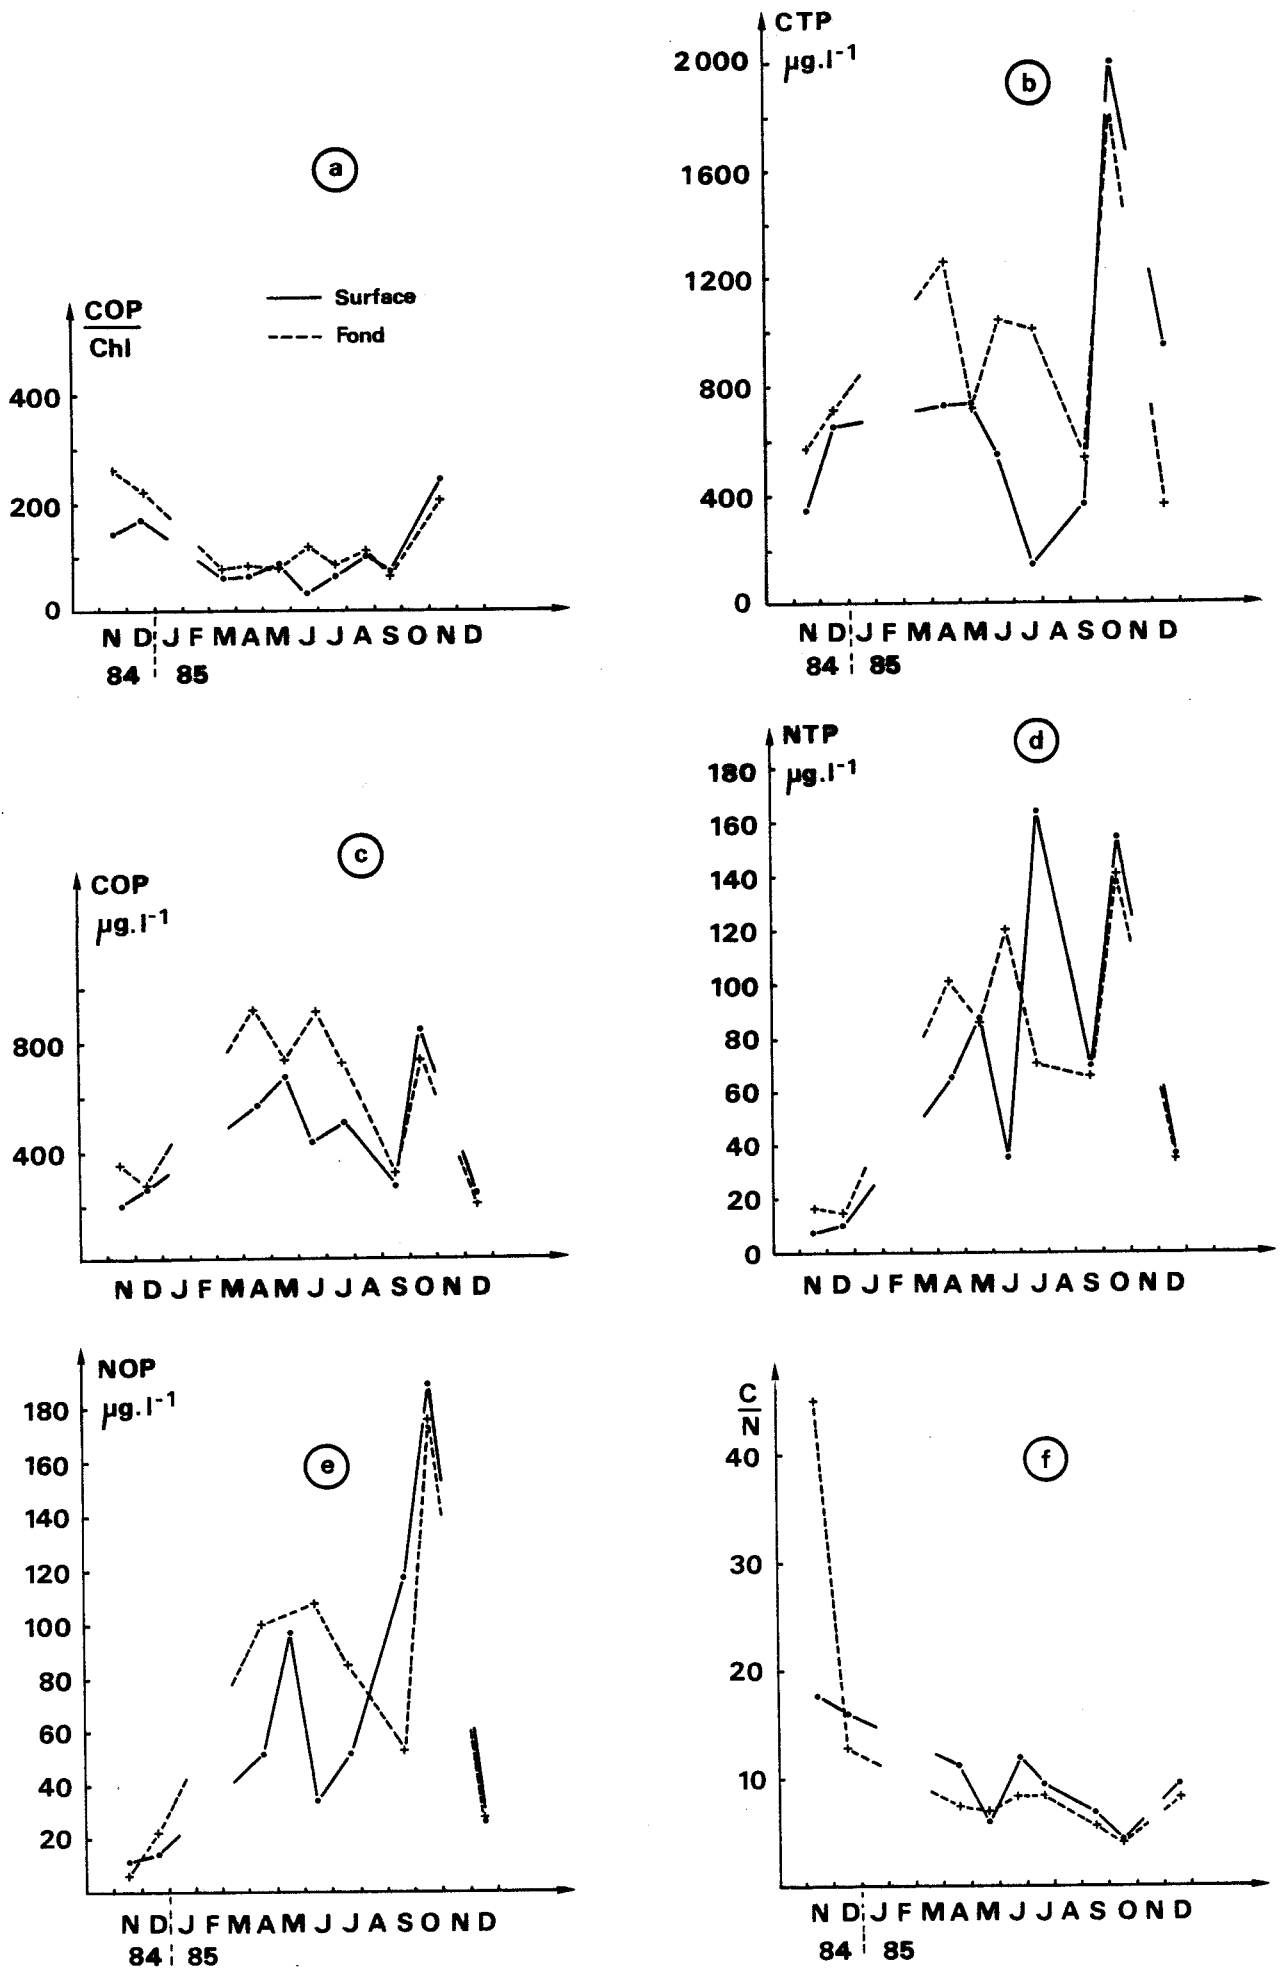 a
COP
Chl
Surface
Fond
400
200
0
N D J F M A M J J A S O N D
84 85
CTP
µg.l-1
b
2000
1600
1200
800
400
0
N D J F M A M J J A S O N D
84 85
c
COP
µg.l-1
800
400
N D J F M A M J J A S O N D
d
NTP
µg.l-1
180
160
140
120
100
80
60
40
20
0
N D J F M A M J J A S O N D
NOP
µg.l-1
e
180
160
140
120
100
80
60
40
20
N D J F M A M J J A S O N D
84 85
C
N
f
40
30
20
10
N D J F M A M J J A S O N D
84 85